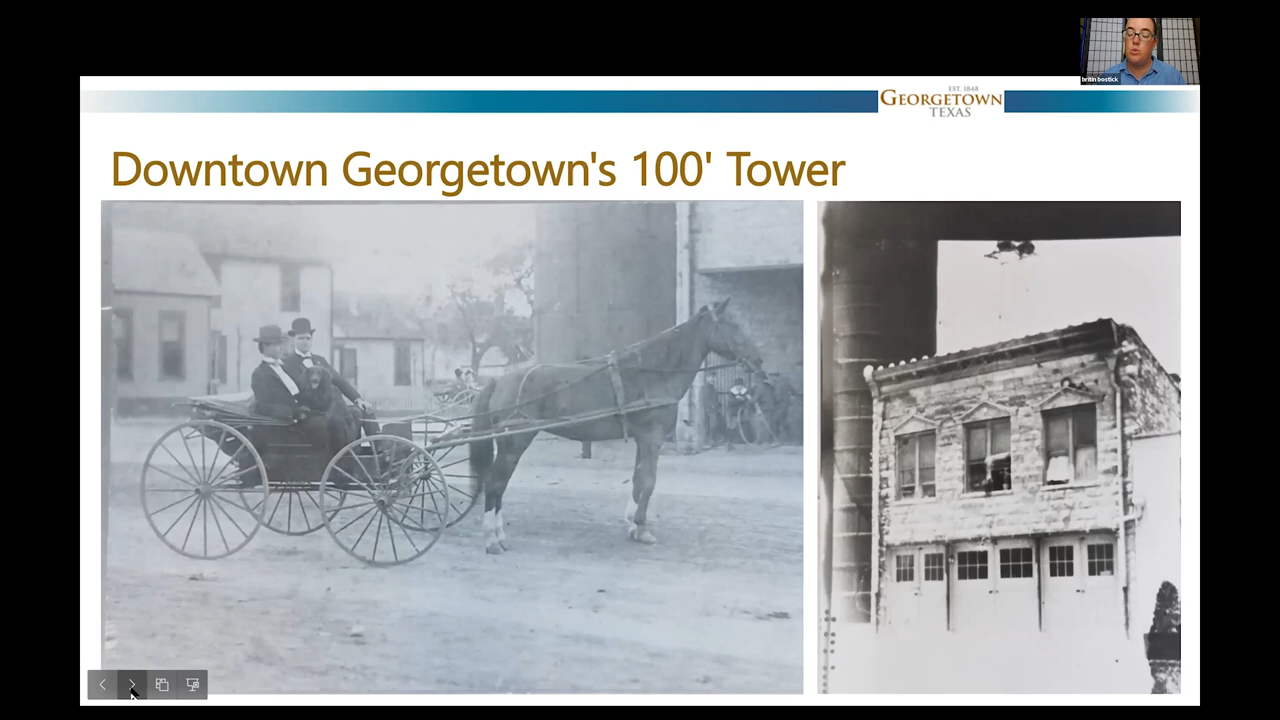 britin bostick
EST. 1848
GEORGETOWN
TEXAS
Downtown Georgetown's 100' Tower